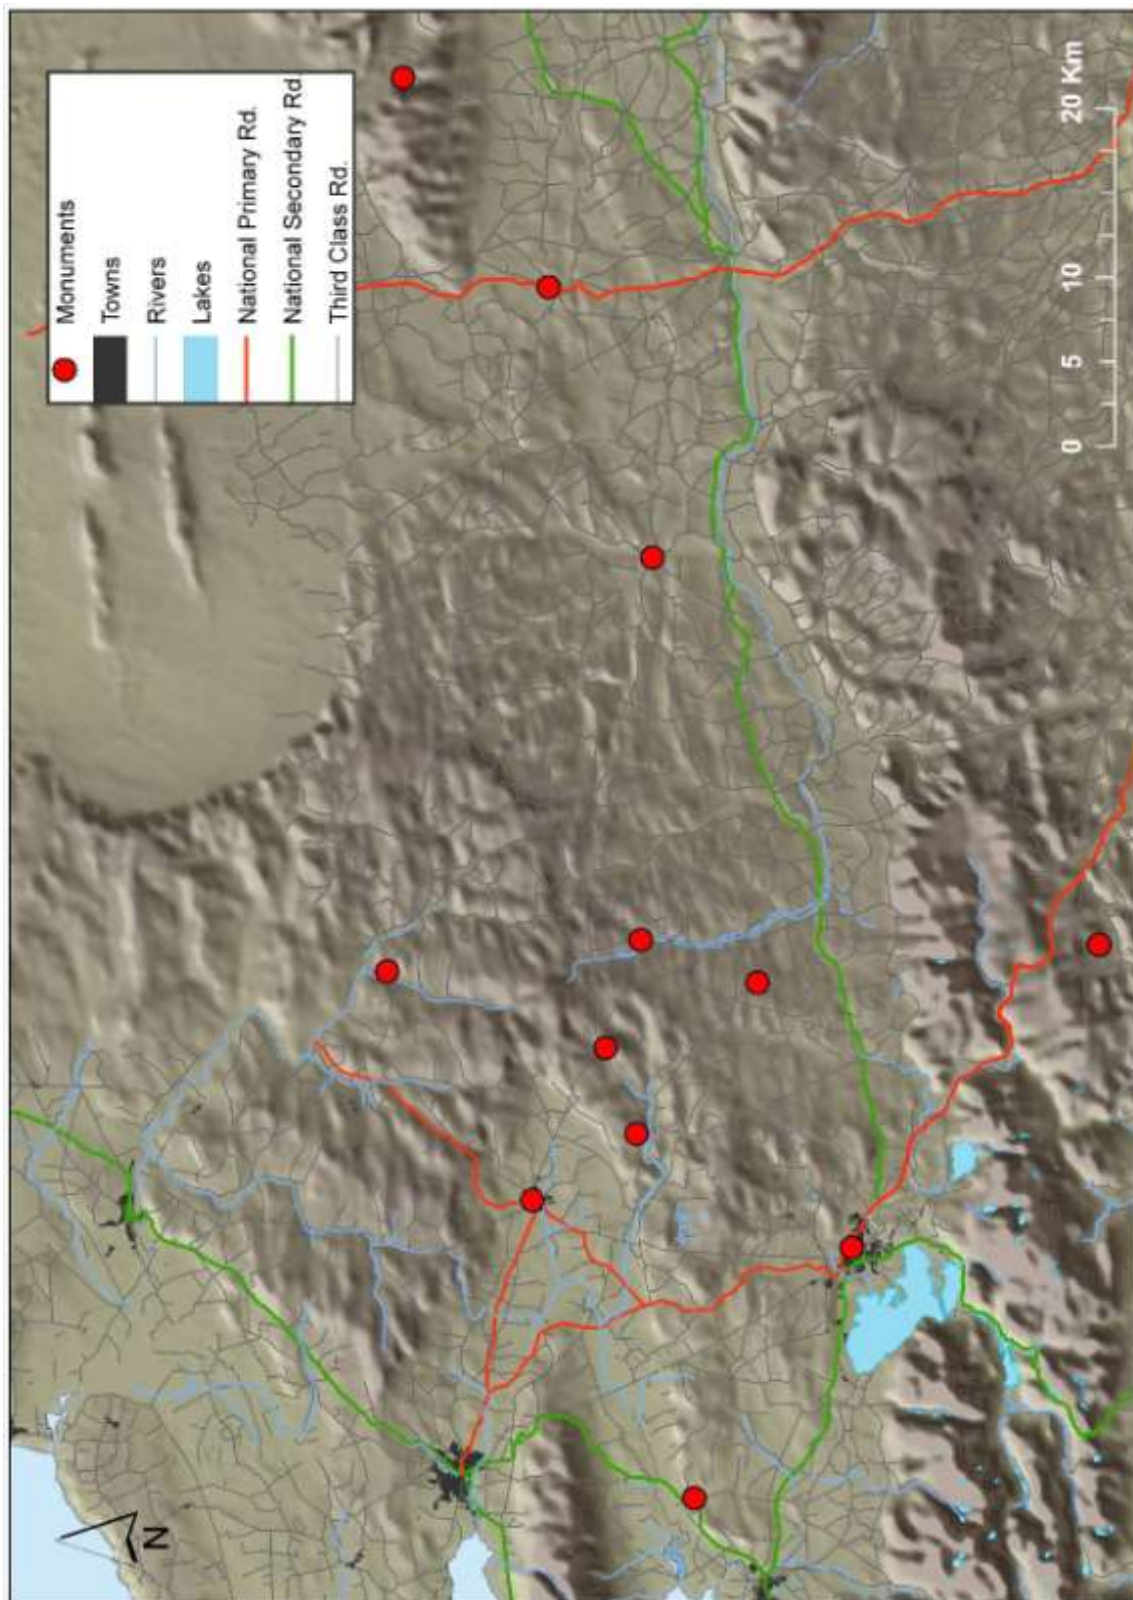 Monuments
Towns
Rivers
Lakes
National Primary Rd.
National Secondary Rd
Third Class Rd.
N
0 5 10 20 Km